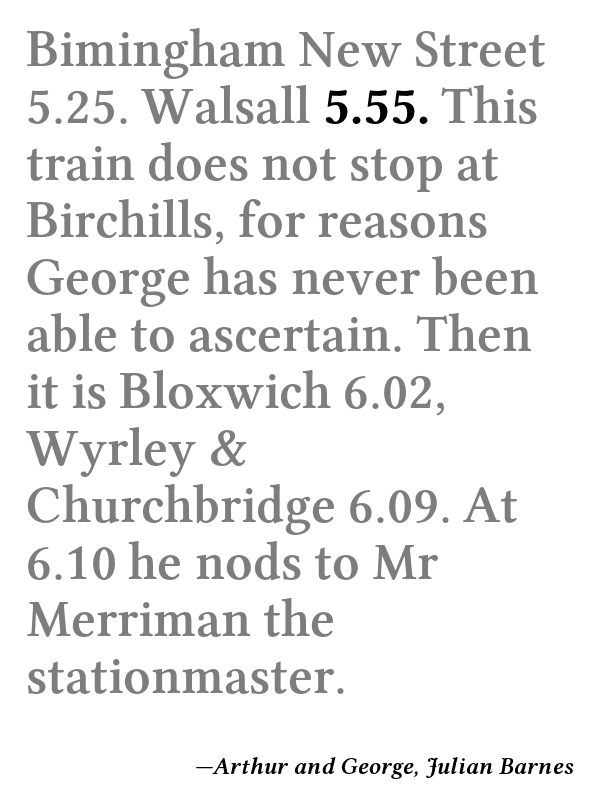 Bimingham New Street
5.25. Walsall 5.55. This
train does not stop at
Birchills, for reasons
George has never been
able to ascertain. Then
it is Bloxwich 6.02,
Wyrley &
Churchbridge 6.09. At
6.10 he nods to Mr
Merriman the
stationmaster.
—Arthur and George, Julian Barnes